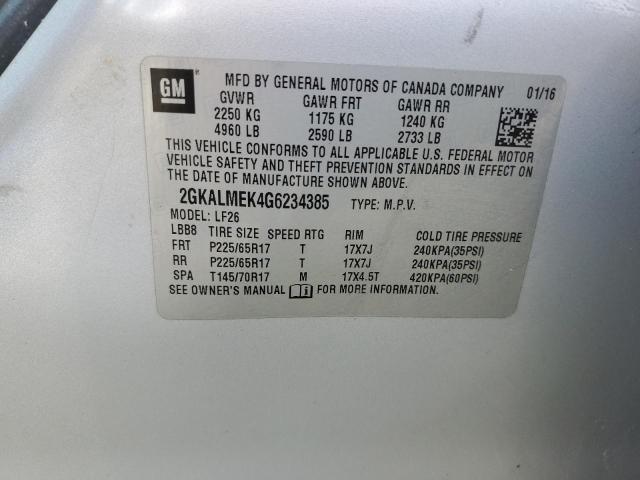 GM MFD BY GENERAL MOTORS OF CANADA COMPANY 01/16
GVWR GAWR FRT GAWR RR
2250 KG 1175 KG 1240 KG
4960 LB 2590 LB 2733 LB
THIS VEHICLE CONFORMS TO ALL APPLICABLE U.S. FEDERAL MOTOR
VEHICLE SAFETY AND THEFT PREVENTION STANDARDS IN EFFECT ON
THE DATE OF MANUFACTURE SHOWN ABOVE.
2GKALMEK4G6234385 TYPE: M.P.V.
MODEL: LF26
LBB8 TIRE SIZE SPEED RTG RIM COLD TIRE PRESSURE
FRT P225/65R17 T 17X7J 240KPA(35PSI)
RR P225/65R17 T 17X7J 240KPA(35PSI)
SPA T145/70R17 M 17X4.5T 420KPA(60PSI)
SEE OWNER'S MANUAL FOR MORE INFORMATION.